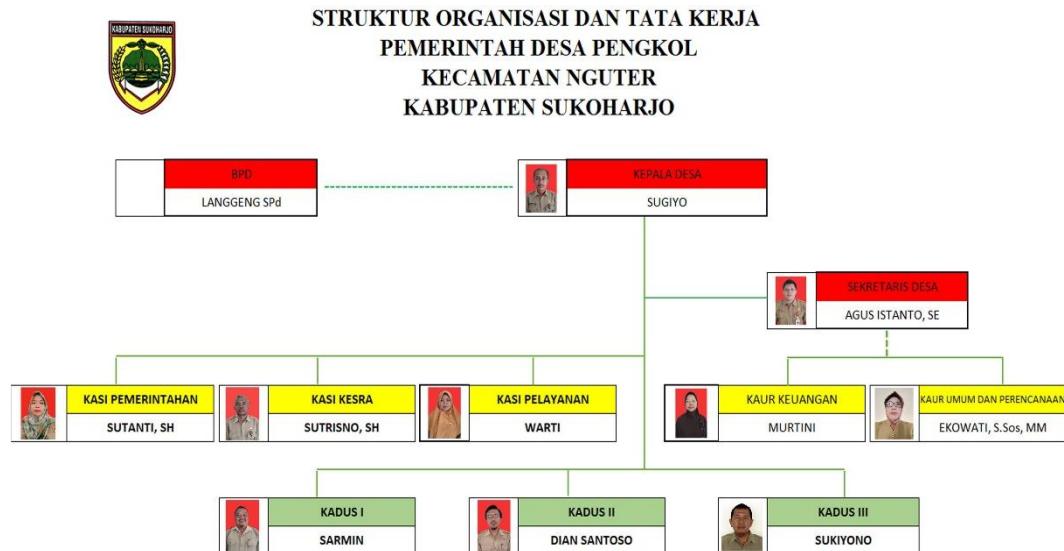 STRUKTUR ORGANISASI DAN TATA KERJA
PEMERINTAH DESA PENGKOL
KECAMATAN NGUTER
KABUPATEN SUKOHARJO
KABUPATEN SUKOHARJO
BPD
LANGGENG SPd
KEPALA DESA
SUGIYO
SEKRETARIS DESA
AGUS ISTANTO, SE
KASI PEMERINTAHAN
SUTANTI, SH
KASI KESRA
SUTRISNO, SH
KASI PELAYANAN
WARTI
KAUR KEUANGAN
MURTINI
KAUR UMUM DAN PERENCANAAN
EKOWATI, S.Sos, MM
KADUS I
SARMIN
KADUS II
DIAN SANTOSO
KADUS III
SUKIYONO